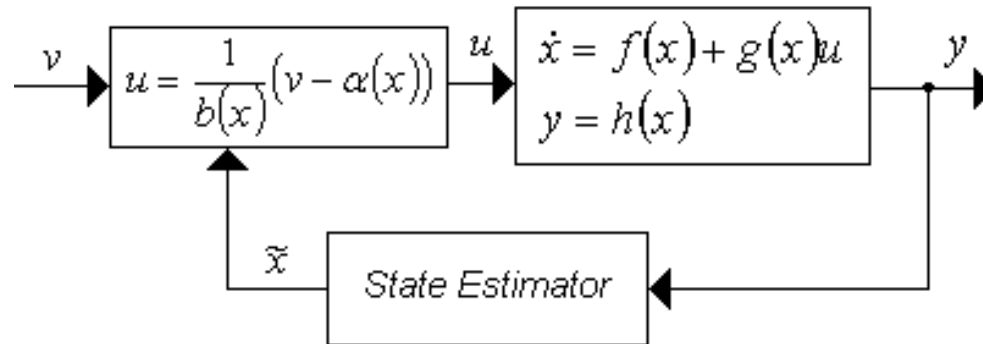 v
u = 1/b(x) (v − α(x))
u
ẋ = f(x) + g(x)u
y = h(x)
y
x̃
State Estimator